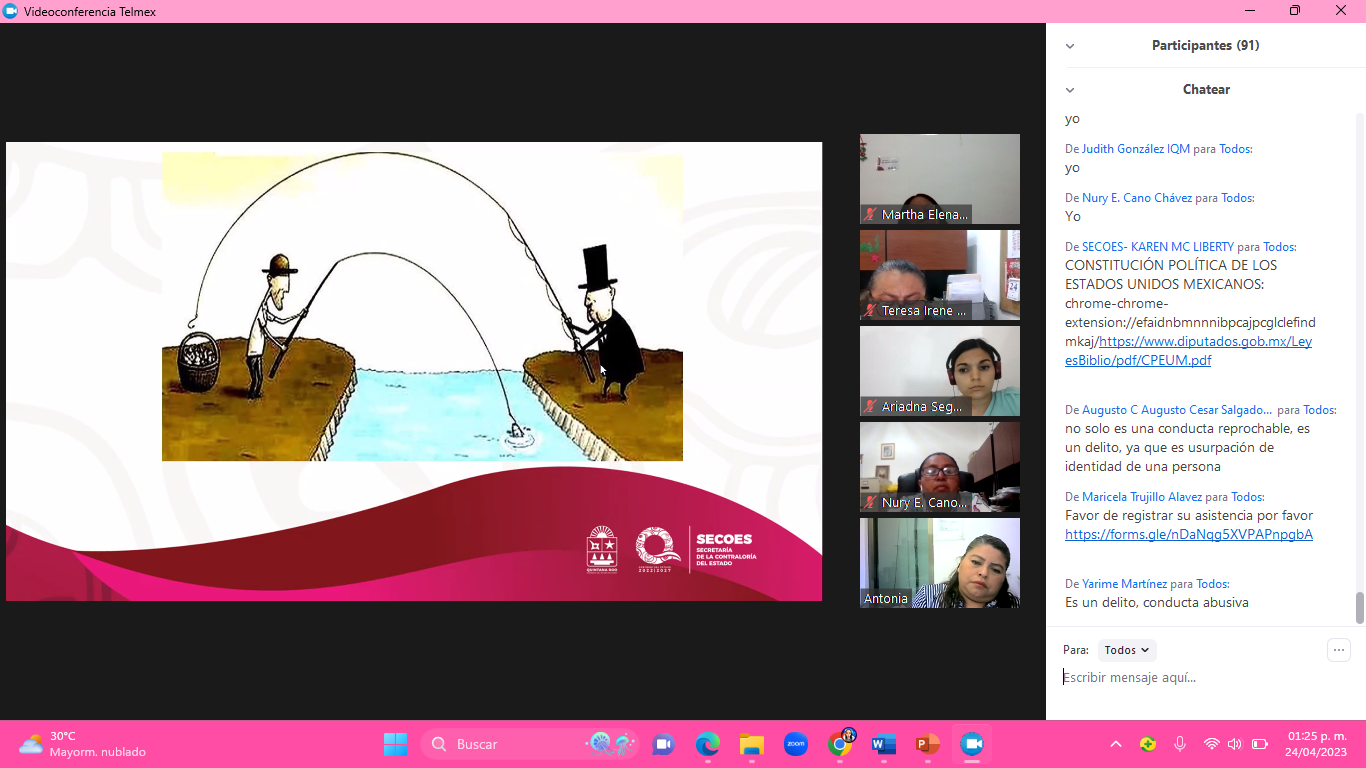 Videoconferencia Telmex
QUINTANA ROO
SECOES
SECRETARÍA
DE LA CONTRALORÍA
DEL ESTADO
2022/2027
Martha Elena...
Teresa Irene ...
24
Ariadna Seg...
Nury E. Cano...
Antonia
Participantes (91)
Chatear
yo
De Judith González IQM para Todos:
yo
De Nury E. Cano Chávez para Todos:
Yo
De SECOES- KAREN MC LIBERTY para Todos:
CONSTITUCIÓN POLÍTICA DE LOS
ESTADOS UNIDOS MEXICANOS:
chrome-chrome-
extension://efaidnbmnnnibpcajpcglclefind
mkaj/https://www.diputados.gob.mx/Ley
esBiblio/pdf/CPEUM.pdf
De Augusto C Augusto Cesar Salgado... para Todos:
no solo es una conducta reprochable, es
un delito, ya que es usurpación de
identidad de una persona
De Maricela Trujillo Alavez para Todos:
Favor de registrar su asistencia por favor
https://forms.gle/nDaNqg5XVPAPnpgbA
De Yarime Martínez para Todos:
Es un delito, conducta abusiva
Para: Todos
Escribir mensaje aquí...
30°C
Mayorm. nublado
Buscar
zoom
01:25 p. m.
24/04/2023